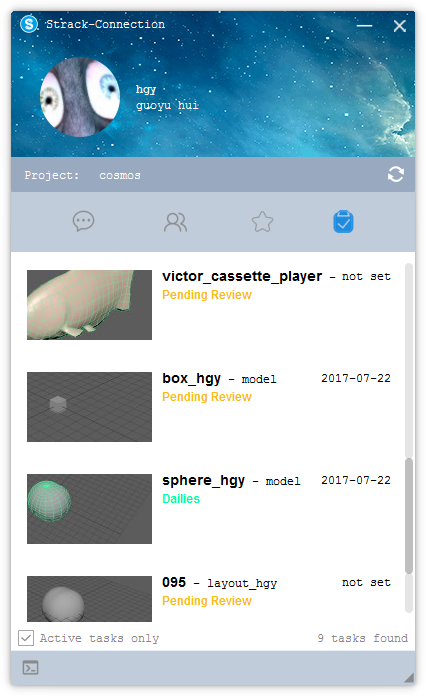 S Strack-Connection
hgy
guoyu hui
Project: cosmos
victor_cassette_player - not set
Pending Review
box_hgy - model 2017-07-22
Pending Review
sphere_hgy - model 2017-07-22
Dailies
095 - layout_hgy not set
Pending Review
Active tasks only 9 tasks found